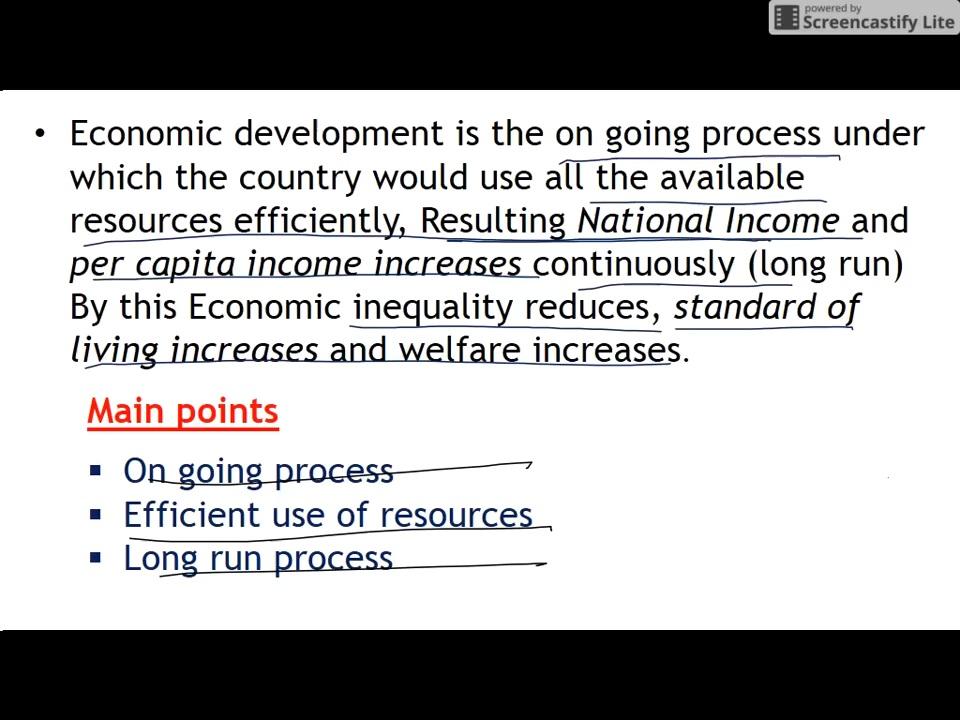 powered by
Screencastify Lite
• Economic development is the on going process under
which the country would use all the available
resources efficiently, Resulting National Income and
per capita income increases continuously (long run)
By this Economic inequality reduces, standard of
living increases and welfare increases.
Main points
▪ On going process
▪ Efficient use of resources
▪ Long run process